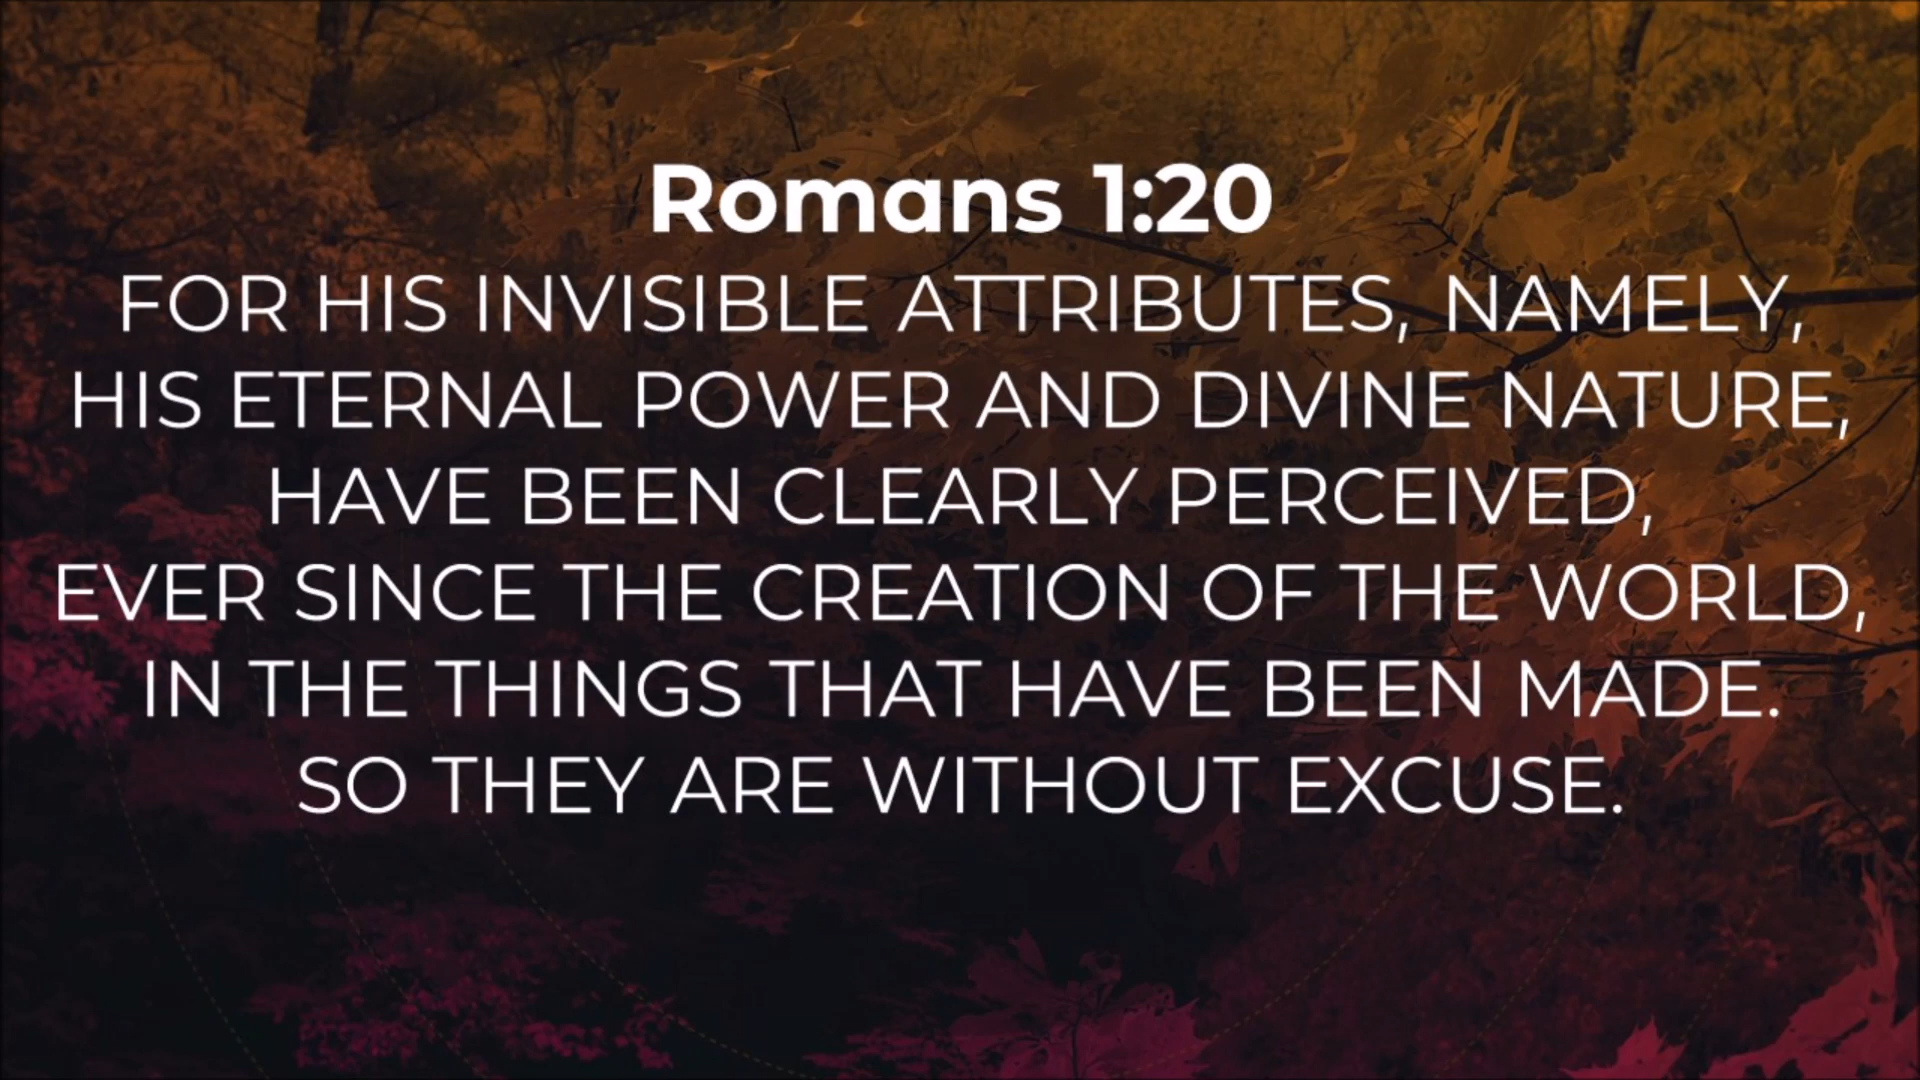 Romans 1:20
FOR HIS INVISIBLE ATTRIBUTES, NAMELY,
HIS ETERNAL POWER AND DIVINE NATURE,
HAVE BEEN CLEARLY PERCEIVED,
EVER SINCE THE CREATION OF THE WORLD,
IN THE THINGS THAT HAVE BEEN MADE.
SO THEY ARE WITHOUT EXCUSE.